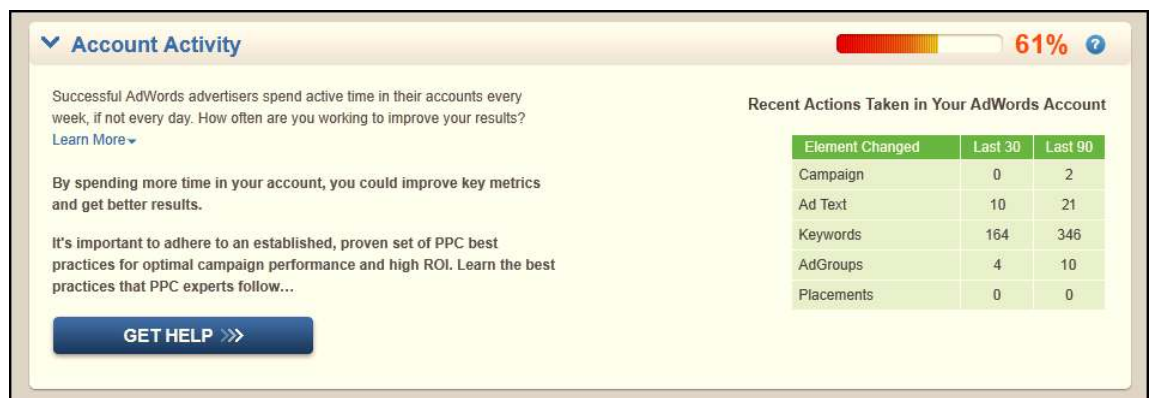 Account Activity
61% ?
Successful AdWords advertisers spend active time in their accounts every
week, if not every day. How often are you working to improve your results?
Learn More
By spending more time in your account, you could improve key metrics
and get better results.
It's important to adhere to an established, proven set of PPC best
practices for optimal campaign performance and high ROI. Learn the best
practices that PPC experts follow...
GET HELP >>>
Recent Actions Taken in Your AdWords Account
Element Changed Last 30 Last 90
Campaign 0 2
Ad Text 10 21
Keywords 164 346
AdGroups 4 10
Placements 0 0